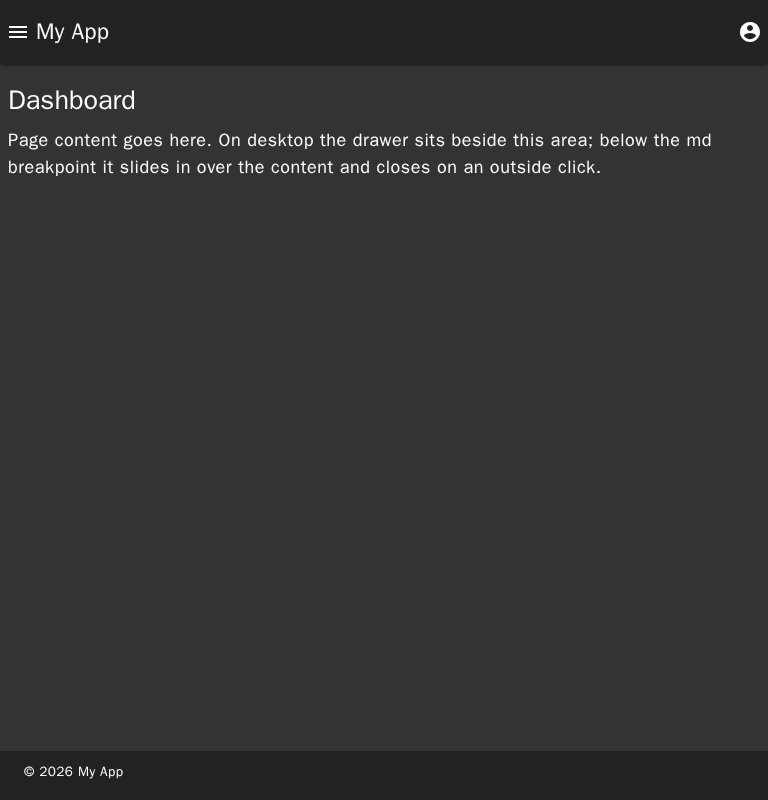 My App
Dashboard
Page content goes here. On desktop the drawer sits beside this area; below the md
breakpoint it slides in over the content and closes on an outside click.
© 2026 My App